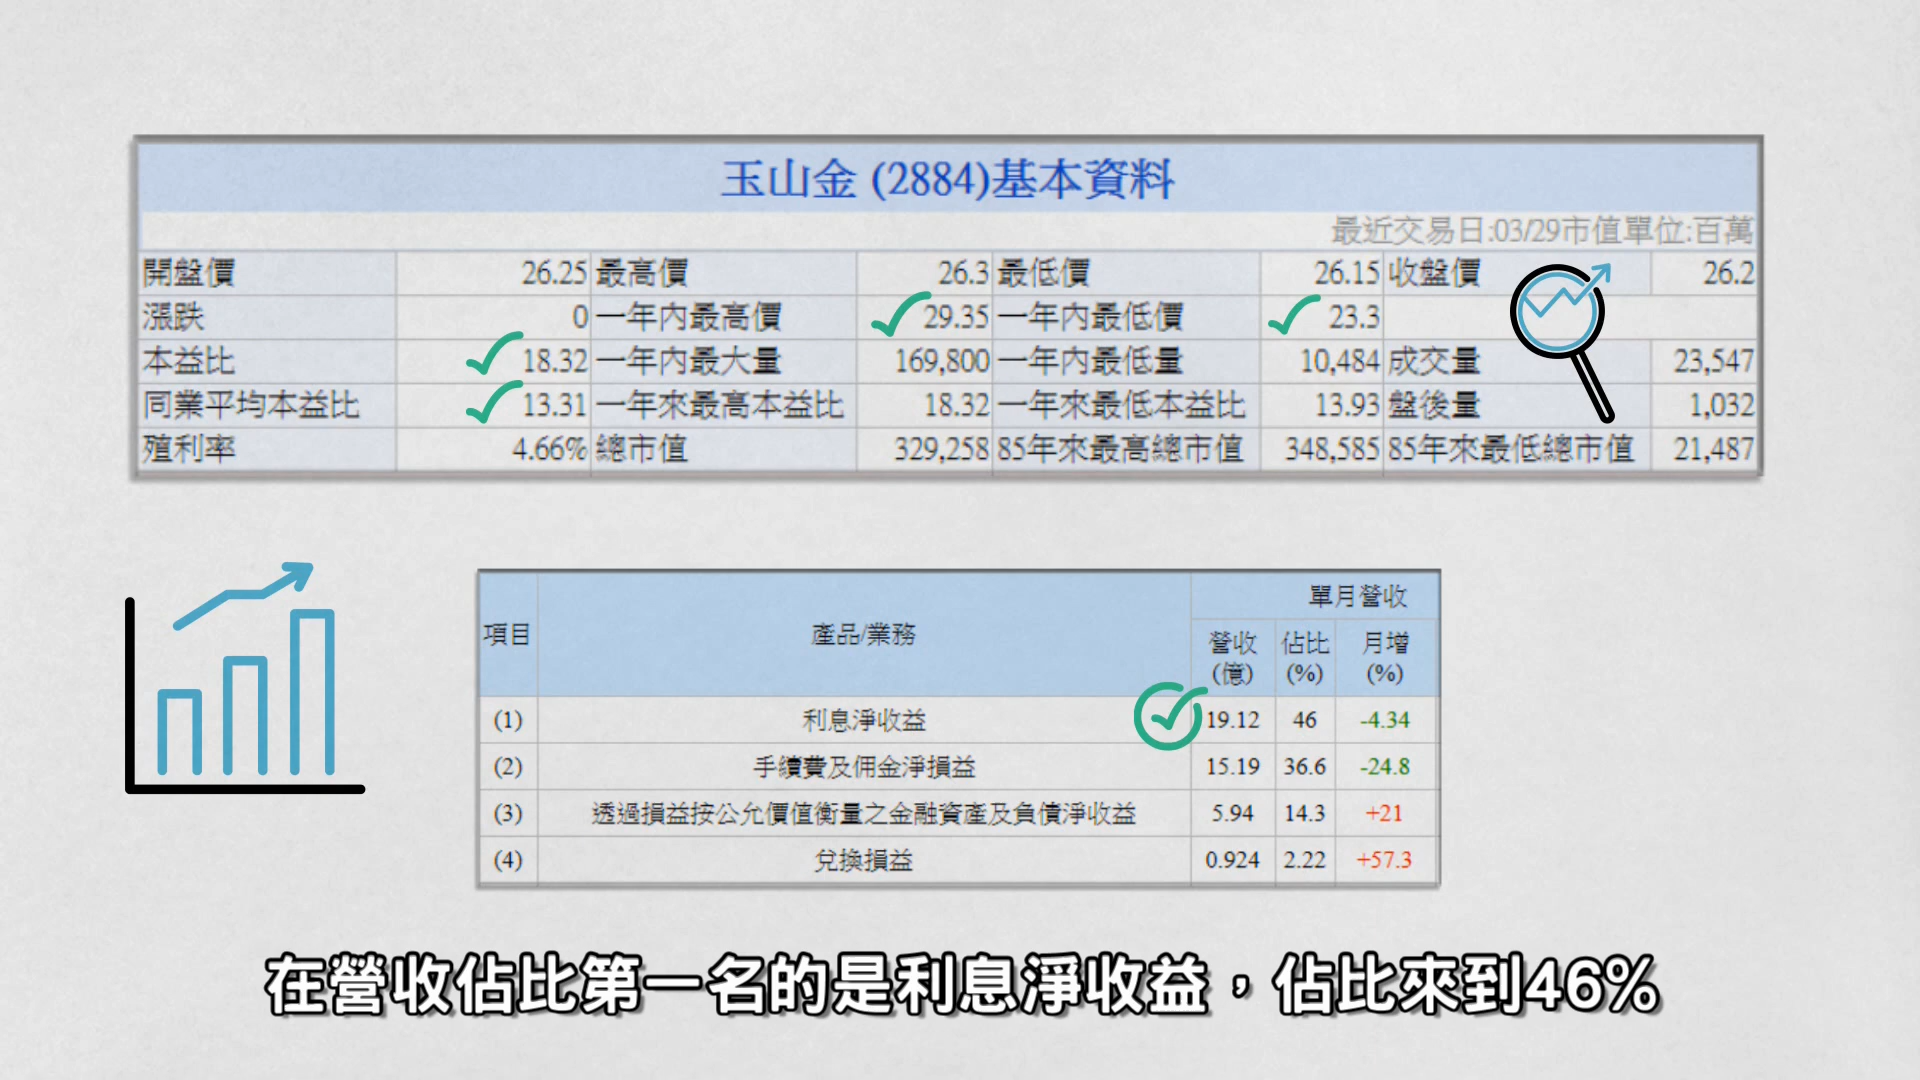 玉山金 (2884)基本資料
最近交易日:03/29市值單位:百萬
開盤價 26.25 最高價 26.3 最低價 26.15 收盤價 26.2
漲跌 0 一年內最高價 29.35 一年內最低價 23.3
本益比 18.32 一年內最大量 169,800 一年內最低量 10,484 成交量 23,547
同業平均本益比 13.31 一年來最高本益比 18.32 一年來最低本益比 13.93 盤後量 1,032
殖利率 4.66% 總市值 329,258 85年來最高總市值 348,585 85年來最低總市值 21,487
單月營收
項目 產品/業務 營收(億) 佔比(%) 月增(%)
(1) 利息淨收益 19.12 46 -4.34
(2) 手續費及佣金淨損益 15.19 36.6 -24.8
(3) 透過損益按公允價值衡量之金融資產及負債淨收益 5.94 14.3 +21
(4) 兌換損益 0.924 2.22 +57.3
在營收佔比第一名的是利息淨收益，佔比來到46%